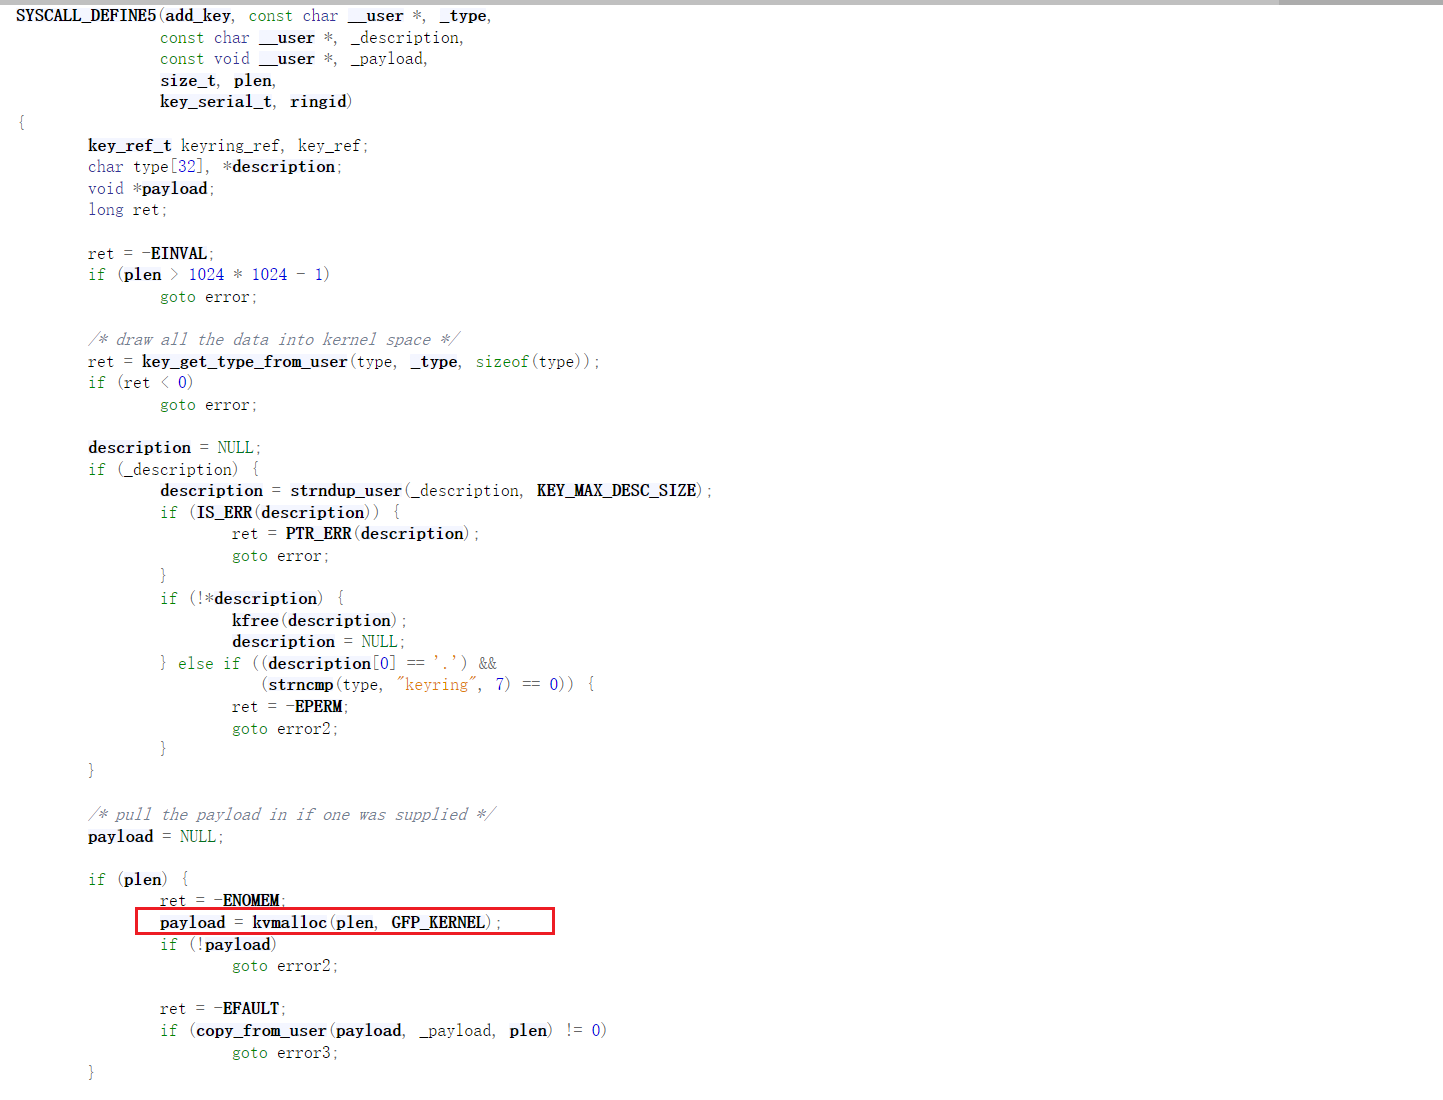 SYSCALL_DEFINE5(add_key, const char __user *, _type,
const char __user *, _description,
const void __user *, _payload,
size_t, plen,
key_serial_t, ringid)
{
key_ref_t keyring_ref, key_ref;
char type[32], *description;
void *payload;
long ret;
ret = -EINVAL;
if (plen > 1024 * 1024 - 1)
goto error;
/* draw all the data into kernel space */
ret = key_get_type_from_user(type, _type, sizeof(type));
if (ret < 0)
goto error;
description = NULL;
if (_description) {
description = strndup_user(_description, KEY_MAX_DESC_SIZE);
if (IS_ERR(description)) {
ret = PTR_ERR(description);
goto error;
}
if (!*description) {
kfree(description);
description = NULL;
} else if ((description[0] == '.') &&
(strncmp(type, "keyring", 7) == 0)) {
ret = -EPERM;
goto error2;
}
}
/* pull the payload in if one was supplied */
payload = NULL;
if (plen) {
ret = -ENOMEM;
payload = kvmalloc(plen, GFP_KERNEL);
if (!payload)
goto error2;
ret = -EFAULT;
if (copy_from_user(payload, _payload, plen) != 0)
goto error3;
}